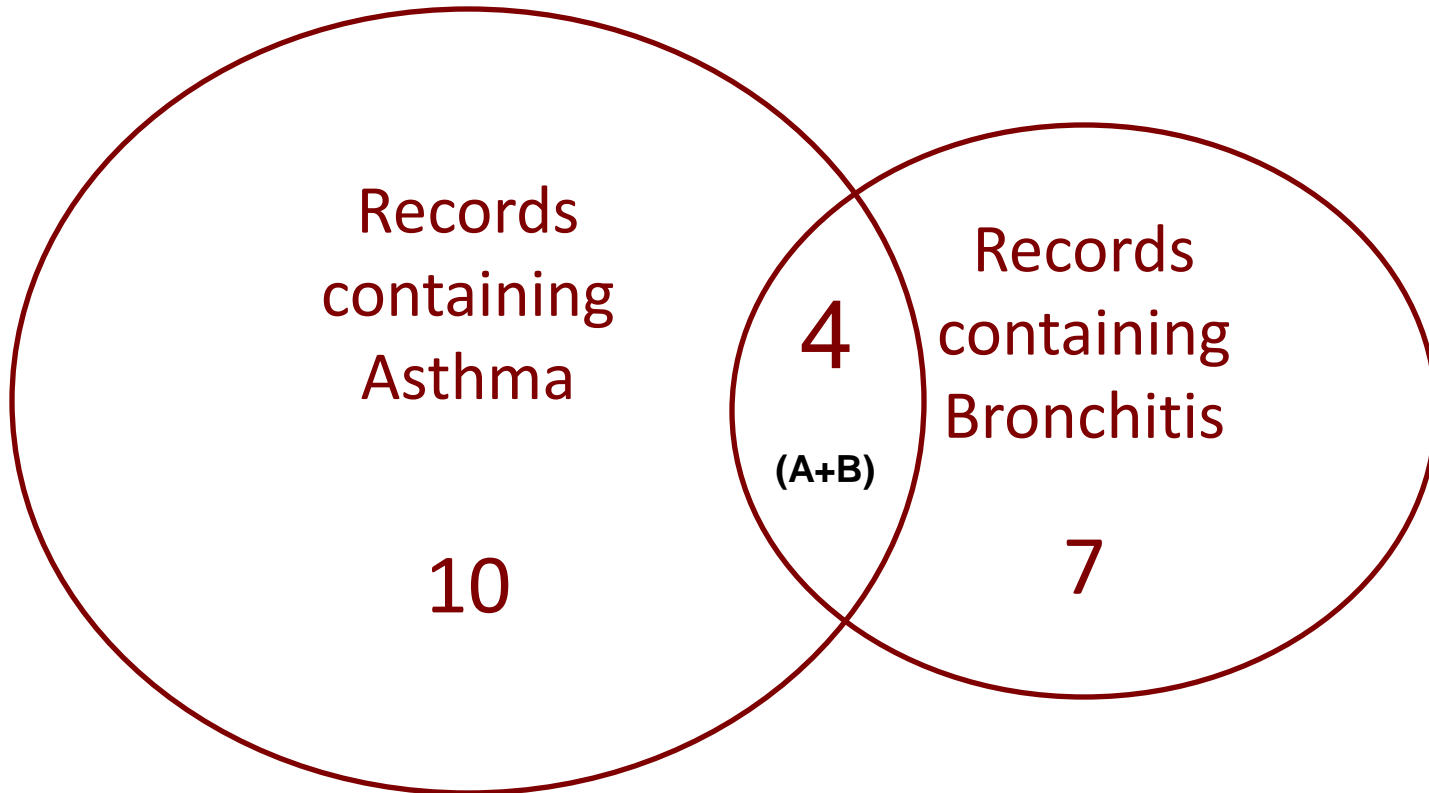 Records
containing
Asthma
10
4
(A+B)
Records
containing
Bronchitis
7